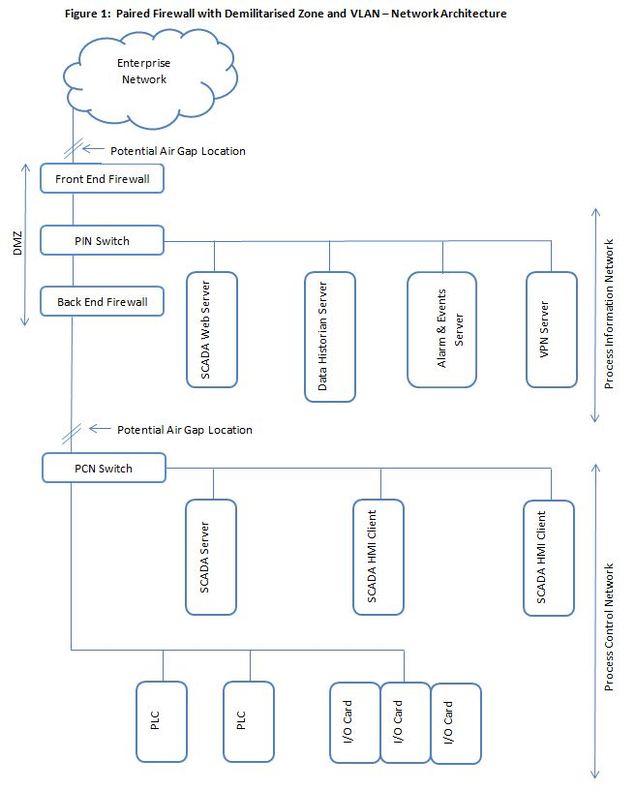 Figure 1: Paired Firewall with Demilitarised Zone and VLAN – Network Architecture
Enterprise
Network
Potential Air Gap Location
Front End Firewall
DMZ
PIN Switch
Back End Firewall
SCADA Web Server
Data Historian Server
Alarm & Events
Server
VPN Server
Process Information Network
Potential Air Gap Location
PCN Switch
SCADA Server
SCADA HMI Client
SCADA HMI Client
Process Control Network
PLC
PLC
I/O Card
I/O Card
I/O Card